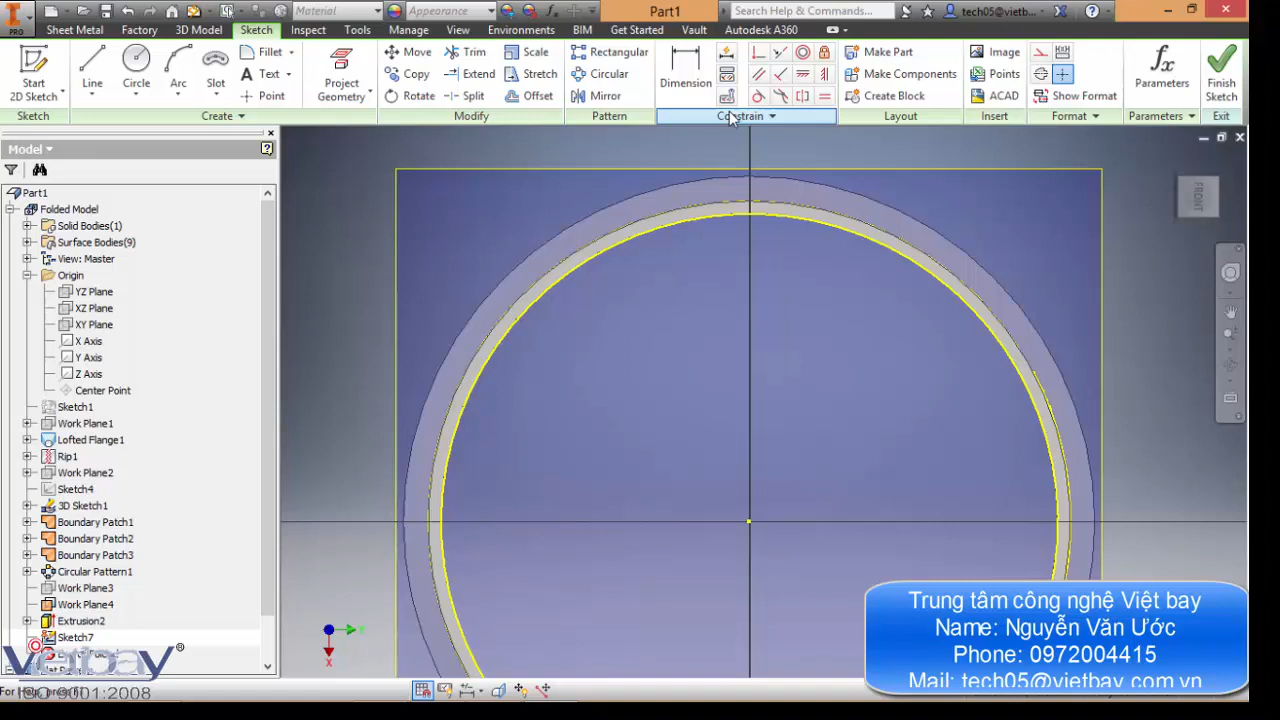 PRO
Material
Appearance
Part1
Search Help & Commands...
tech05@vietb...
Sheet Metal Factory 3D Model Sketch Inspect Tools Manage View Environments BIM Get Started Vault Autodesk A360
Start
2D Sketch
Line
Circle
Arc
Slot
Fillet
Text
Point
Project
Geometry
Move
Copy
Rotate
Trim
Extend
Split
Scale
Stretch
Offset
Rectangular
Circular
Mirror
Dimension
Make Part
Make Components
Create Block
Image
Points
ACAD
Show Format
Parameters
Finish
Sketch
Sketch Create Modify Pattern Constrain Layout Insert Format Parameters Exit
Model
Part1
Folded Model
Solid Bodies(1)
Surface Bodies(9)
View: Master
Origin
YZ Plane
XZ Plane
XY Plane
X Axis
Y Axis
Z Axis
Center Point
Sketch1
Work Plane1
Lofted Flange1
Rip1
Work Plane2
Sketch4
3D Sketch1
Boundary Patch1
Boundary Patch2
Boundary Patch3
Circular Pattern1
Work Plane3
Work Plane4
Extrusion2
Sketch7
FRONT
Y
X
vietbay ®
ISO 9001:2008
Trung tâm công nghệ Việt bay
Name: Nguyễn Văn Ước
Phone: 0972004415
Mail: tech05@vietbay.com.vn